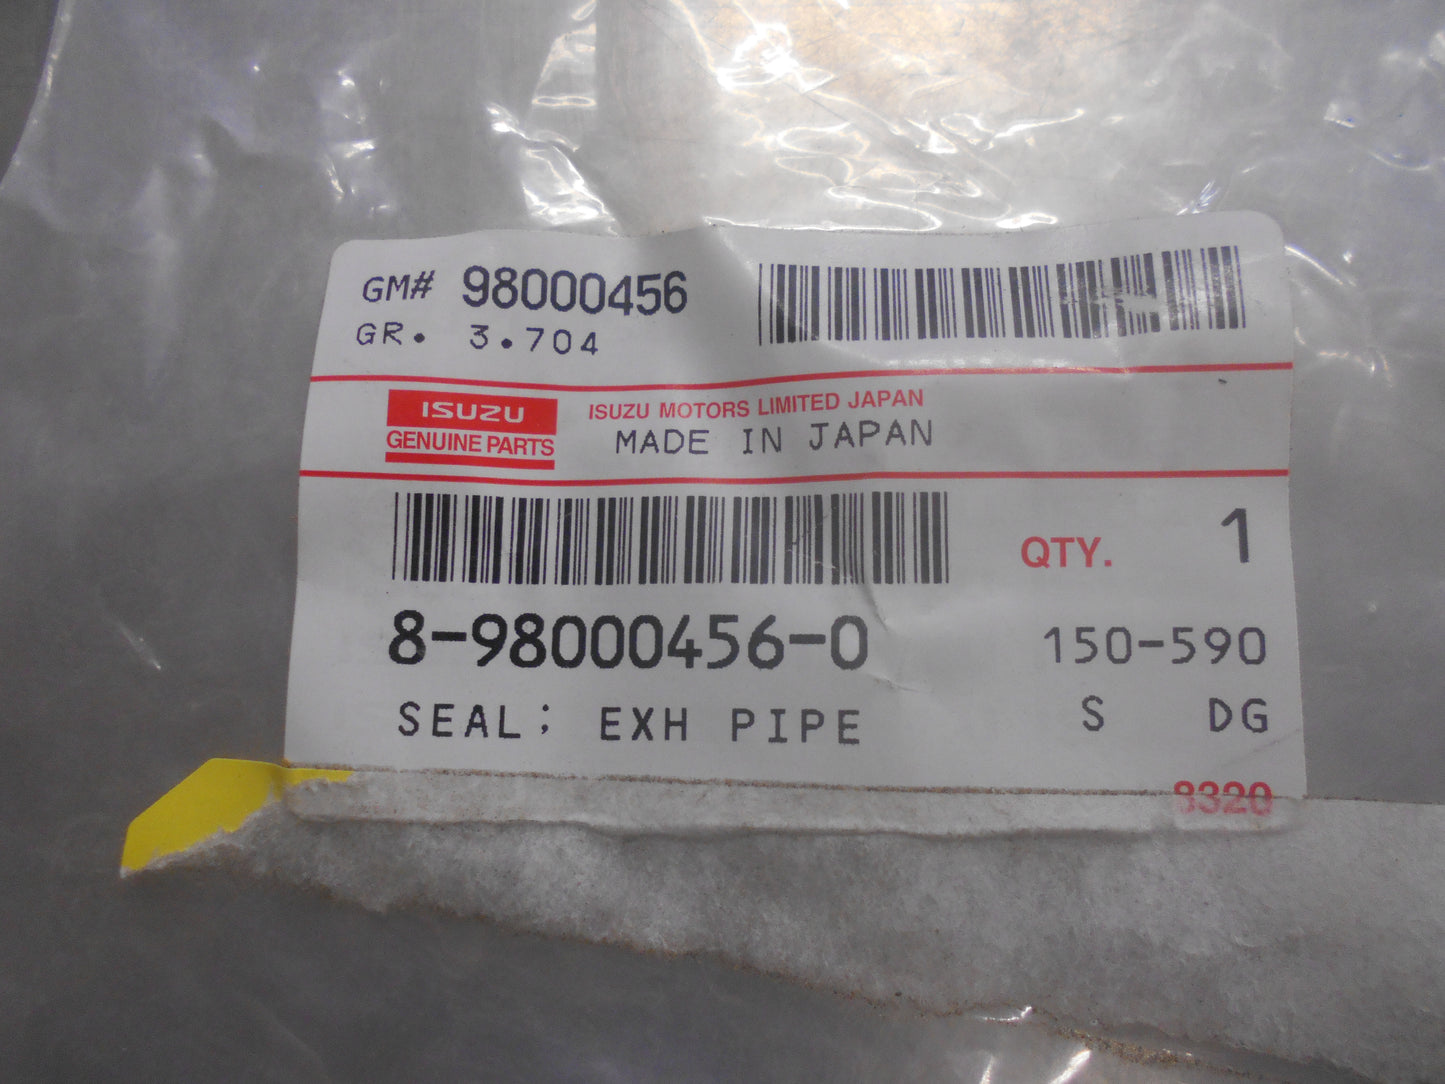 GM# 98000456
GR. 3.704
ISUZU
GENUINE PARTS
ISUZU MOTORS LIMITED JAPAN
MADE IN JAPAN
QTY. 1
8-98000456-0
150-590
SEAL; EXH PIPE
S DG
8320